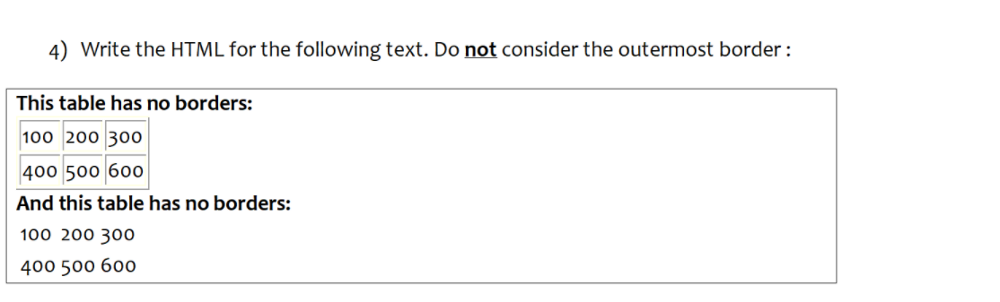 4) Write the HTML for the following text. Do not consider the outermost border :
This table has no borders:
100 200 300
400 500 600
And this table has no borders:
100 200 300
400 500 600